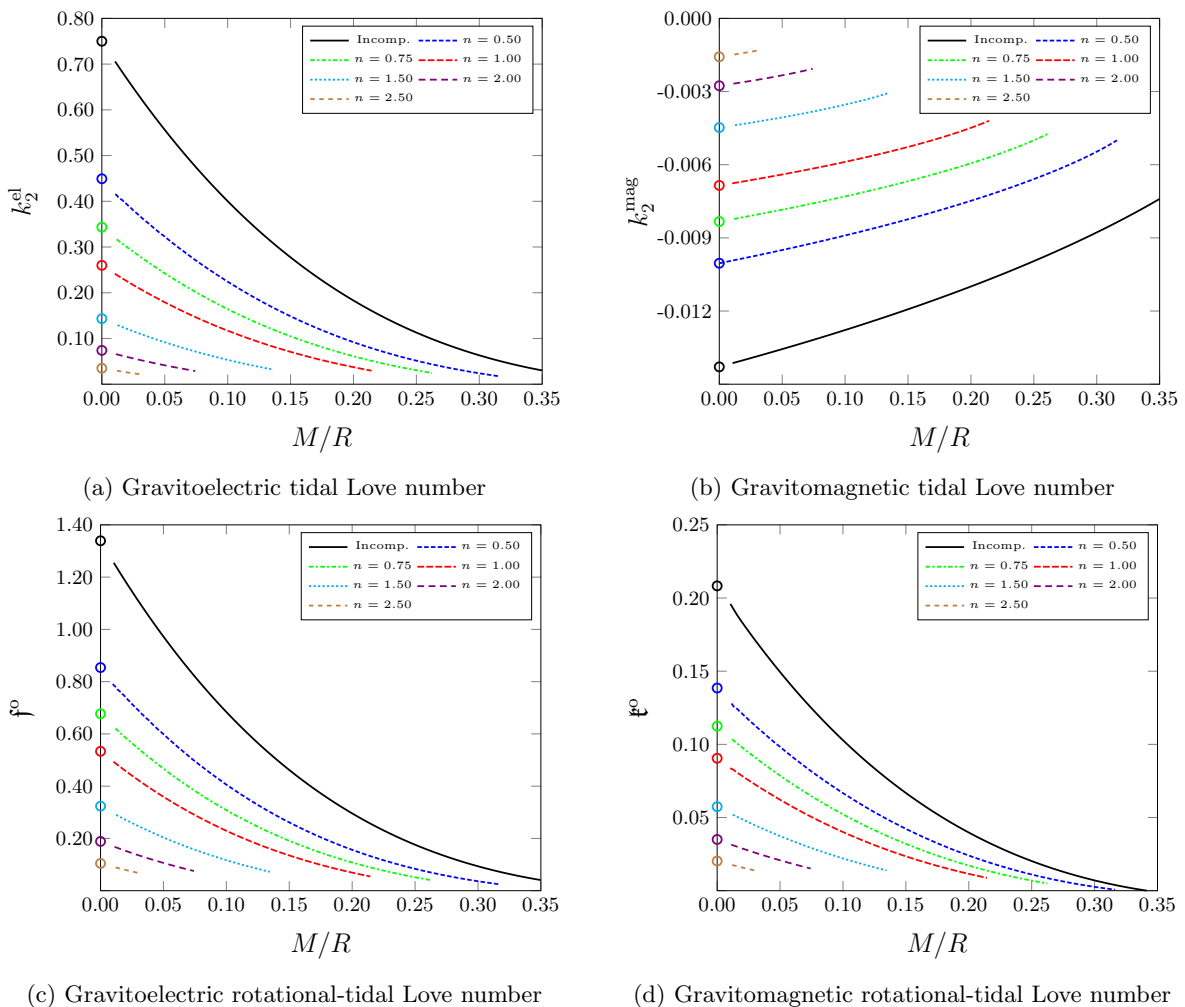 0.80
0.70
0.60
0.50
0.40
0.30
0.20
0.10
0.00 0.05 0.10 0.15 0.20 0.25 0.30 0.35
k₂ᵉˡ
M/R
Incomp. n = 0.50
n = 0.75 n = 1.00
n = 1.50 n = 2.00
n = 2.50
(a) Gravitoelectric tidal Love number
0.000
-0.003
-0.006
-0.009
-0.012
0.00 0.05 0.10 0.15 0.20 0.25 0.30 0.35
k₂ᵐᵃᵍ
M/R
Incomp. n = 0.50
n = 0.75 n = 1.00
n = 1.50 n = 2.00
n = 2.50
(b) Gravitomagnetic tidal Love number
1.40
1.20
1.00
0.80
0.60
0.40
0.20
0.00 0.05 0.10 0.15 0.20 0.25 0.30 0.35
𝔣ᵒ
M/R
Incomp. n = 0.50
n = 0.75 n = 1.00
n = 1.50 n = 2.00
n = 2.50
(c) Gravitoelectric rotational-tidal Love number
0.25
0.20
0.15
0.10
0.05
0.00 0.05 0.10 0.15 0.20 0.25 0.30 0.35
𝔨ᵒ
M/R
Incomp. n = 0.50
n = 0.75 n = 1.00
n = 1.50 n = 2.00
n = 2.50
(d) Gravitomagnetic rotational-tidal Love number